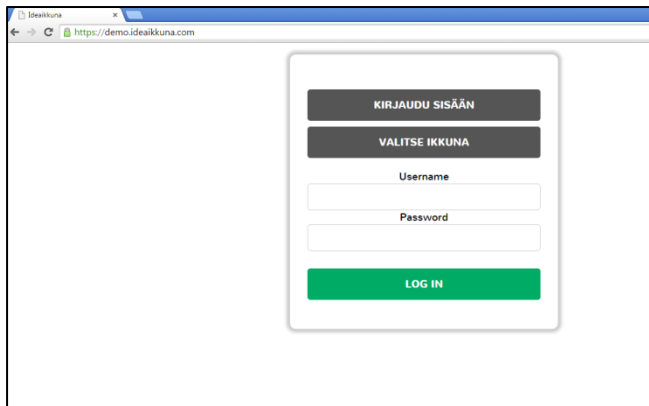 Ideaikkuna
https://demo.ideaikkuna.com
KIRJAUDU SISÄÄN
VALITSE IKKUNA
Username
Password
LOG IN